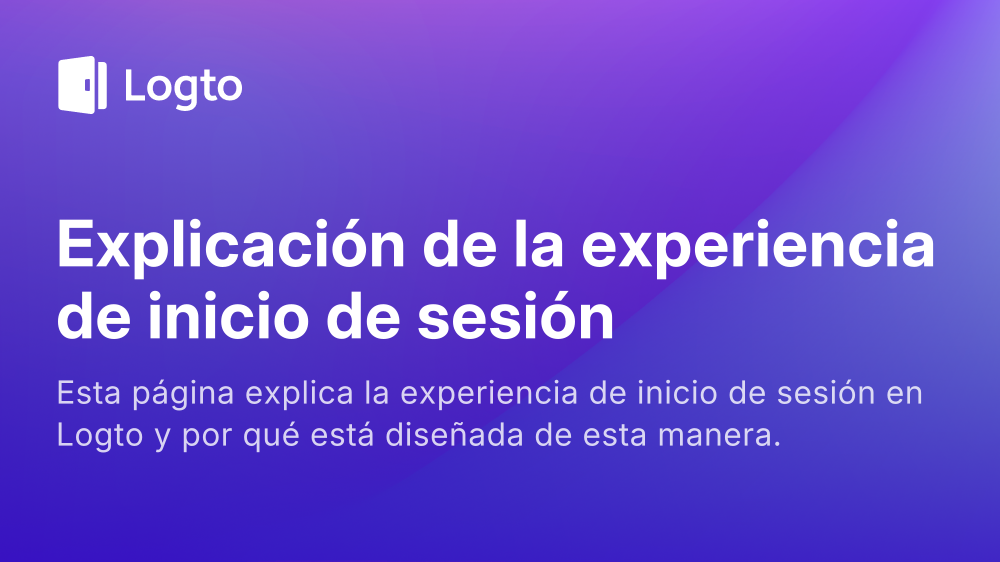 Logto
Explicación de la experiencia
de inicio de sesión
Esta página explica la experiencia de inicio de sesión en
Logto y por qué está diseñada de esta manera.